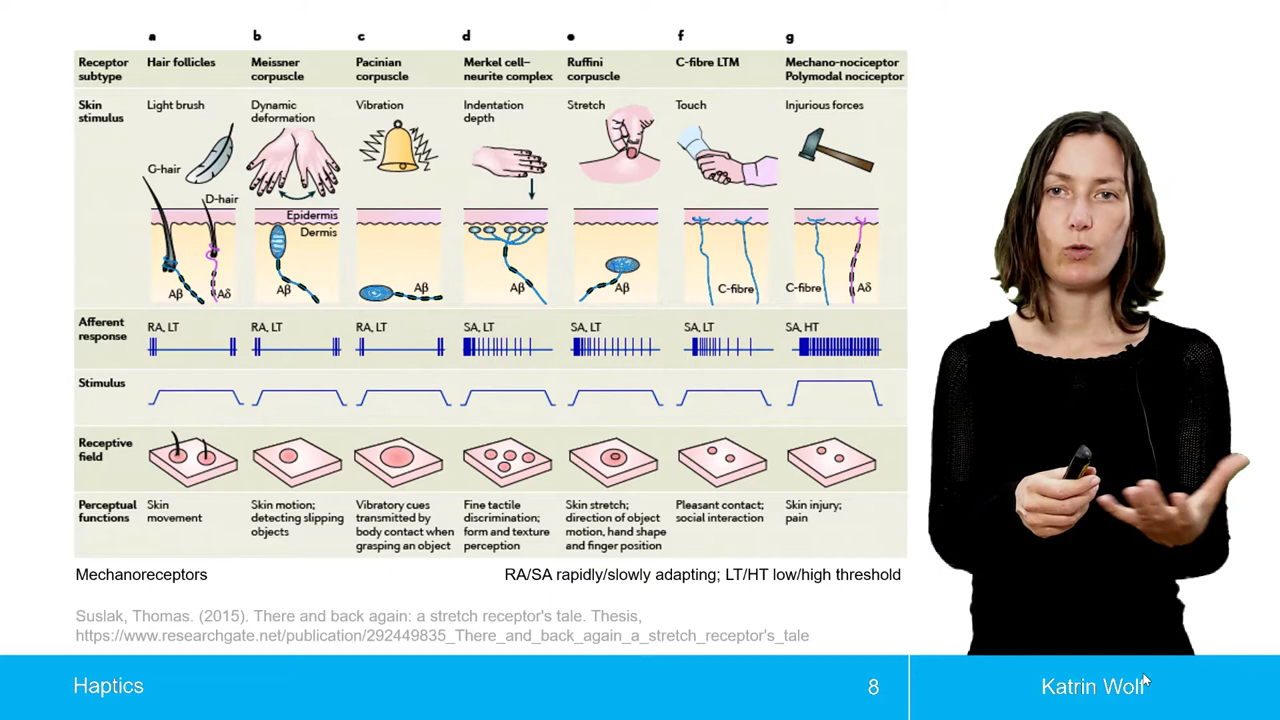 a b c d e f g
Receptor subtype Hair follicles Meissner corpuscle Pacinian corpuscle Merkel cell– neurite complex Ruffini corpuscle C-fibre LTM Mechano-nociceptor Polymodal nociceptor
Skin stimulus Light brush Dynamic deformation Vibration Indentation depth Stretch Touch Injurious forces
G-hair
D-hair
Epidermis
Dermis
Aβ Aδ Aβ Aβ Aβ Aβ C-fibre C-fibre Aδ
Afferent response RA, LT RA, LT RA, LT SA, LT SA, LT SA, LT SA, HT
Stimulus
Receptive field
Perceptual functions Skin movement Skin motion; detecting slipping objects Vibratory cues transmitted by body contact when grasping an object Fine tactile discrimination; form and texture perception Skin stretch; direction of object motion, hand shape and finger position Pleasant contact; social interaction Skin injury; pain
Mechanoreceptors RA/SA rapidly/slowly adapting; LT/HT low/high threshold
Suslak, Thomas. (2015). There and back again: a stretch receptor's tale. Thesis,
https://www.researchgate.net/publication/292449835_There_and_back_again_a_stretch_receptor's_tale
Haptics 8 Katrin Wolf